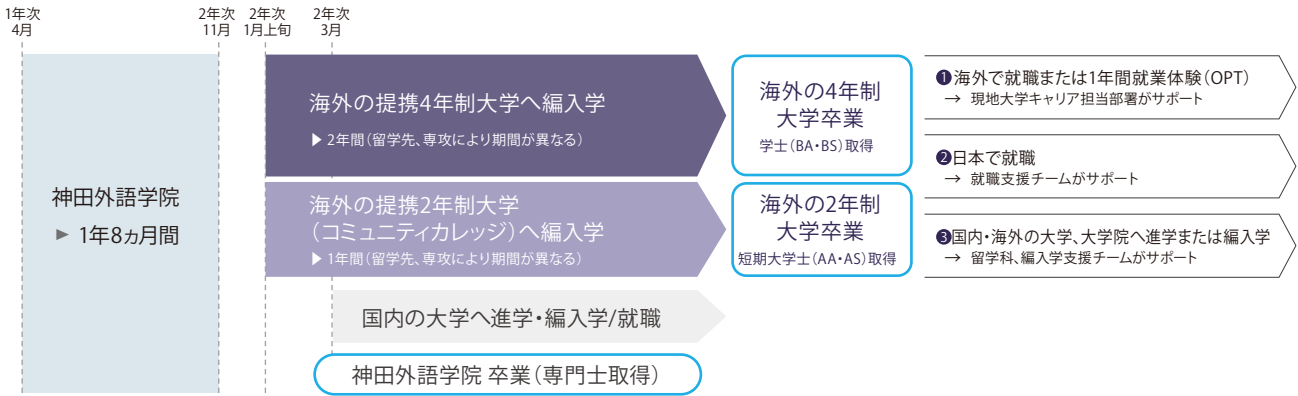 1年次
4月
2年次
11月
2年次
1月上旬
2年次
3月
神田外語学院
▶ 1年8ヵ月間
海外の提携4年制大学へ編入学
▶ 2年間（留学先、専攻により期間が異なる）
海外の4年制
大学卒業
学士（BA・BS）取得
海外の提携2年制大学
（コミュニティカレッジ）へ編入学
▶ 1年間（留学先、専攻により期間が異なる）
海外の2年制
大学卒業
短期大学士（AA・AS）取得
国内の大学へ進学・編入学/就職
神田外語学院 卒業（専門士取得）
❶海外で就職または1年間就業体験（OPT）
→ 現地大学キャリア担当部署がサポート
❷日本で就職
→ 就職支援チームがサポート
❸国内・海外の大学、大学院へ進学または編入学
→ 留学科、編入学支援チームがサポート